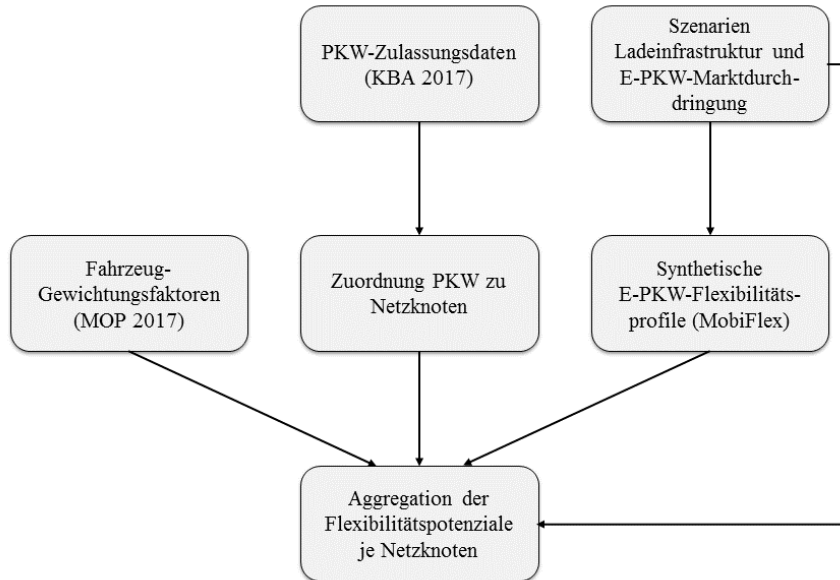 PKW-Zulassungsdaten
(KBA 2017)
Szenarien
Ladeinfrastruktur und
E-PKW-Marktdurch-
dringung
Fahrzeug-
Gewichtungsfaktoren
(MOP 2017)
Zuordnung PKW zu
Netzknoten
Synthetische
E-PKW-Flexibilitäts-
profile (MobiFlex)
Aggregation der
Flexibilitätspotenziale
je Netzknoten